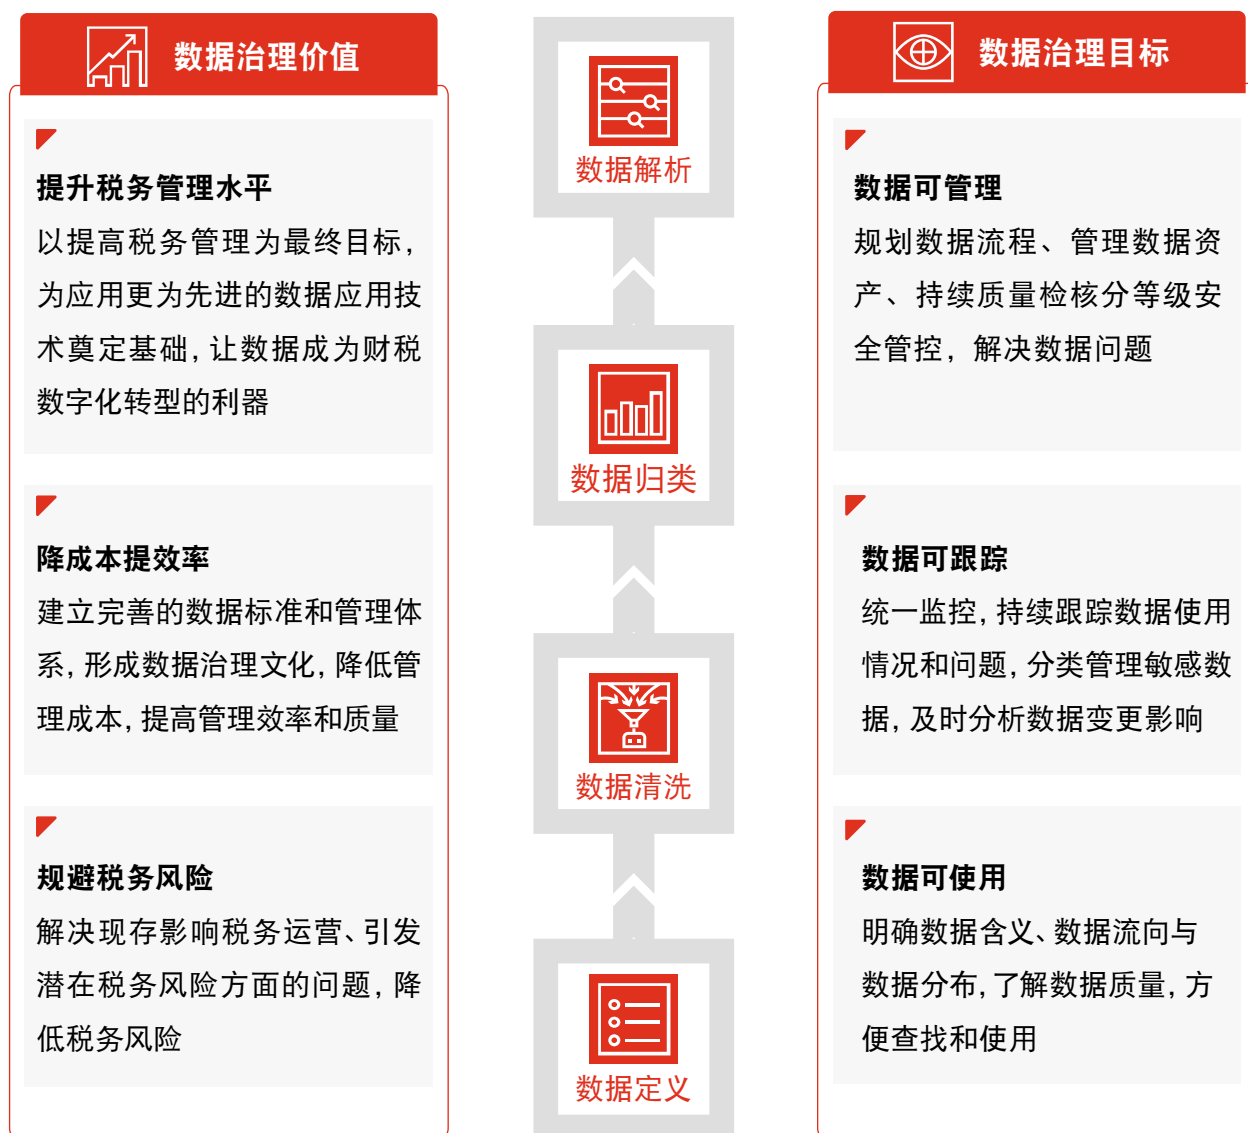 数据治理价值
提升税务管理水平
以提高税务管理为最终目标，
为应用更为先进的数据应用技
术奠定基础，让数据成为财税
数字化转型的利器
降成本提效率
建立完善的数据标准和管理体
系，形成数据治理文化，降低管
理成本，提高管理效率和质量
规避税务风险
解决现存影响税务运营、引发
潜在税务风险方面的问题，降
低税务风险
数据解析
数据归类
数据清洗
数据定义
数据治理目标
数据可管理
规划数据流程、管理数据资
产、持续质量检核分等级安
全管控，解决数据问题
数据可跟踪
统一监控，持续跟踪数据使用
情况和问题，分类管理敏感数
据，及时分析数据变更影响
数据可使用
明确数据含义、数据流向与
数据分布，了解数据质量，方
便查找和使用